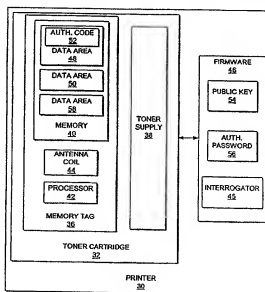 AUTH. CODE
52
DATA AREA
48
DATA AREA
50
DATA AREA
58
MEMORY
40
ANTENNA
COIL
44
PROCESSOR
42
MEMORY TAG
36
TONER
SUPPLY
38
TONER CARTRIDGE
32
FIRMWARE
46
PUBLIC KEY
54
AUTH.
PASSWORD
56
INTERROGATOR
45
PRINTER
30